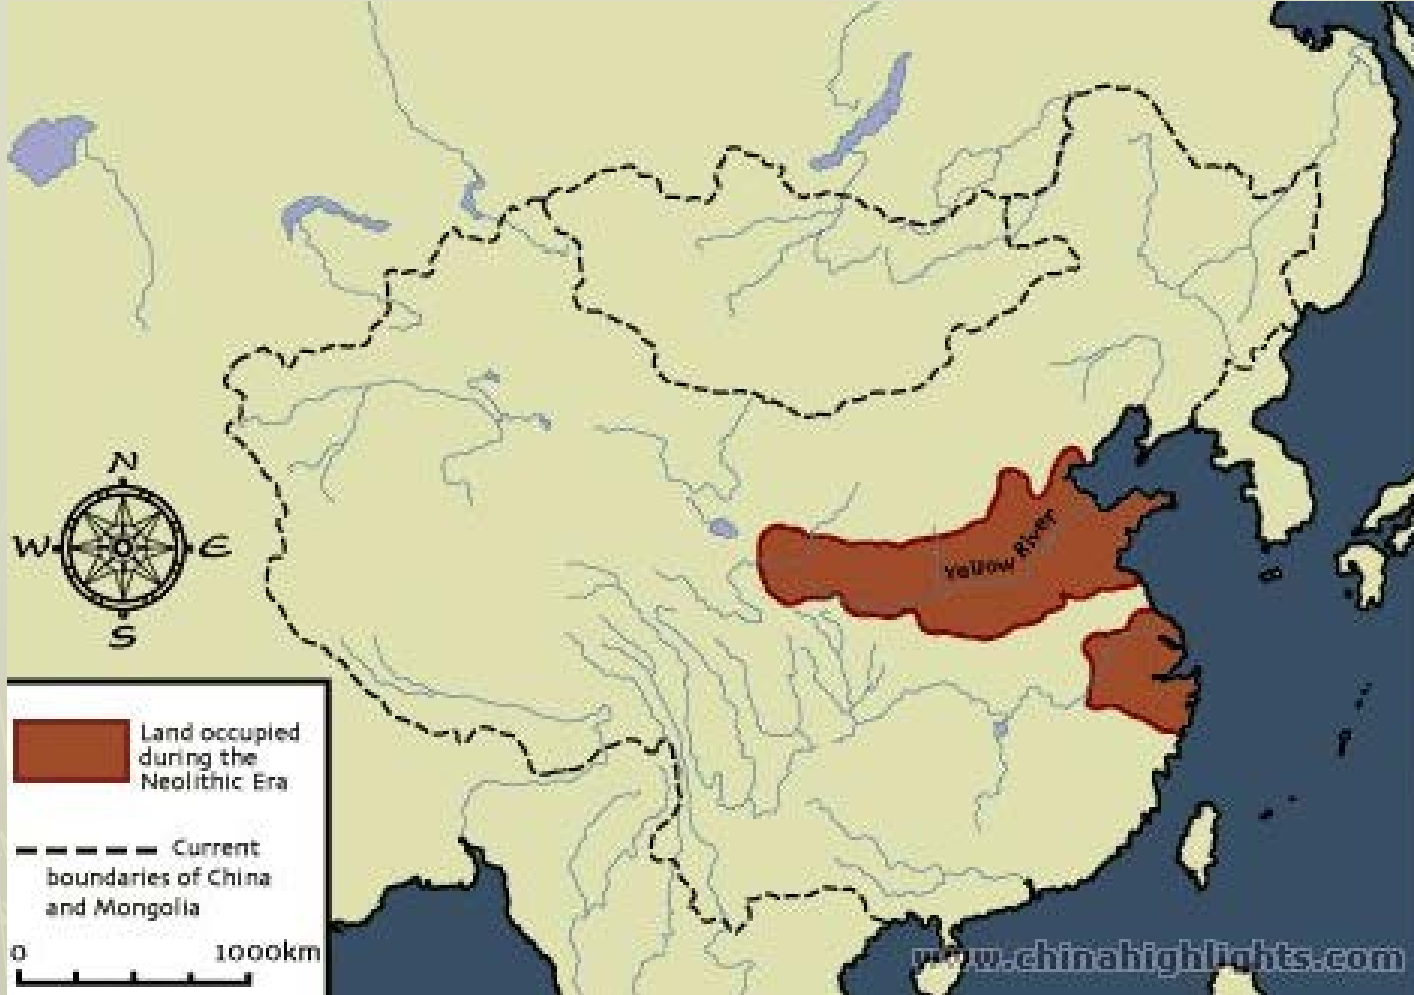 N
W
E
S
Yellow River
Land occupied
during the
Neolithic Era
Current
boundaries of China
and Mongolia
0
1000km
www.chinahighlights.com